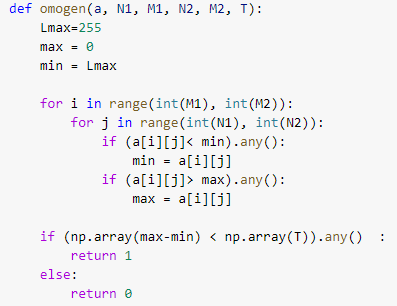 def omogen(a, N1, M1, N2, M2, T):
    Lmax=255
    max = 0
    min = Lmax

    for i in range(int(M1), int(M2)):
        for j in range(int(N1), int(N2)):
            if (a[i][j]< min).any():
                min = a[i][j]
            if (a[i][j]> max).any():
                max = a[i][j]

    if (np.array(max-min) < np.array(T)).any()  :
        return 1
    else:
        return 0